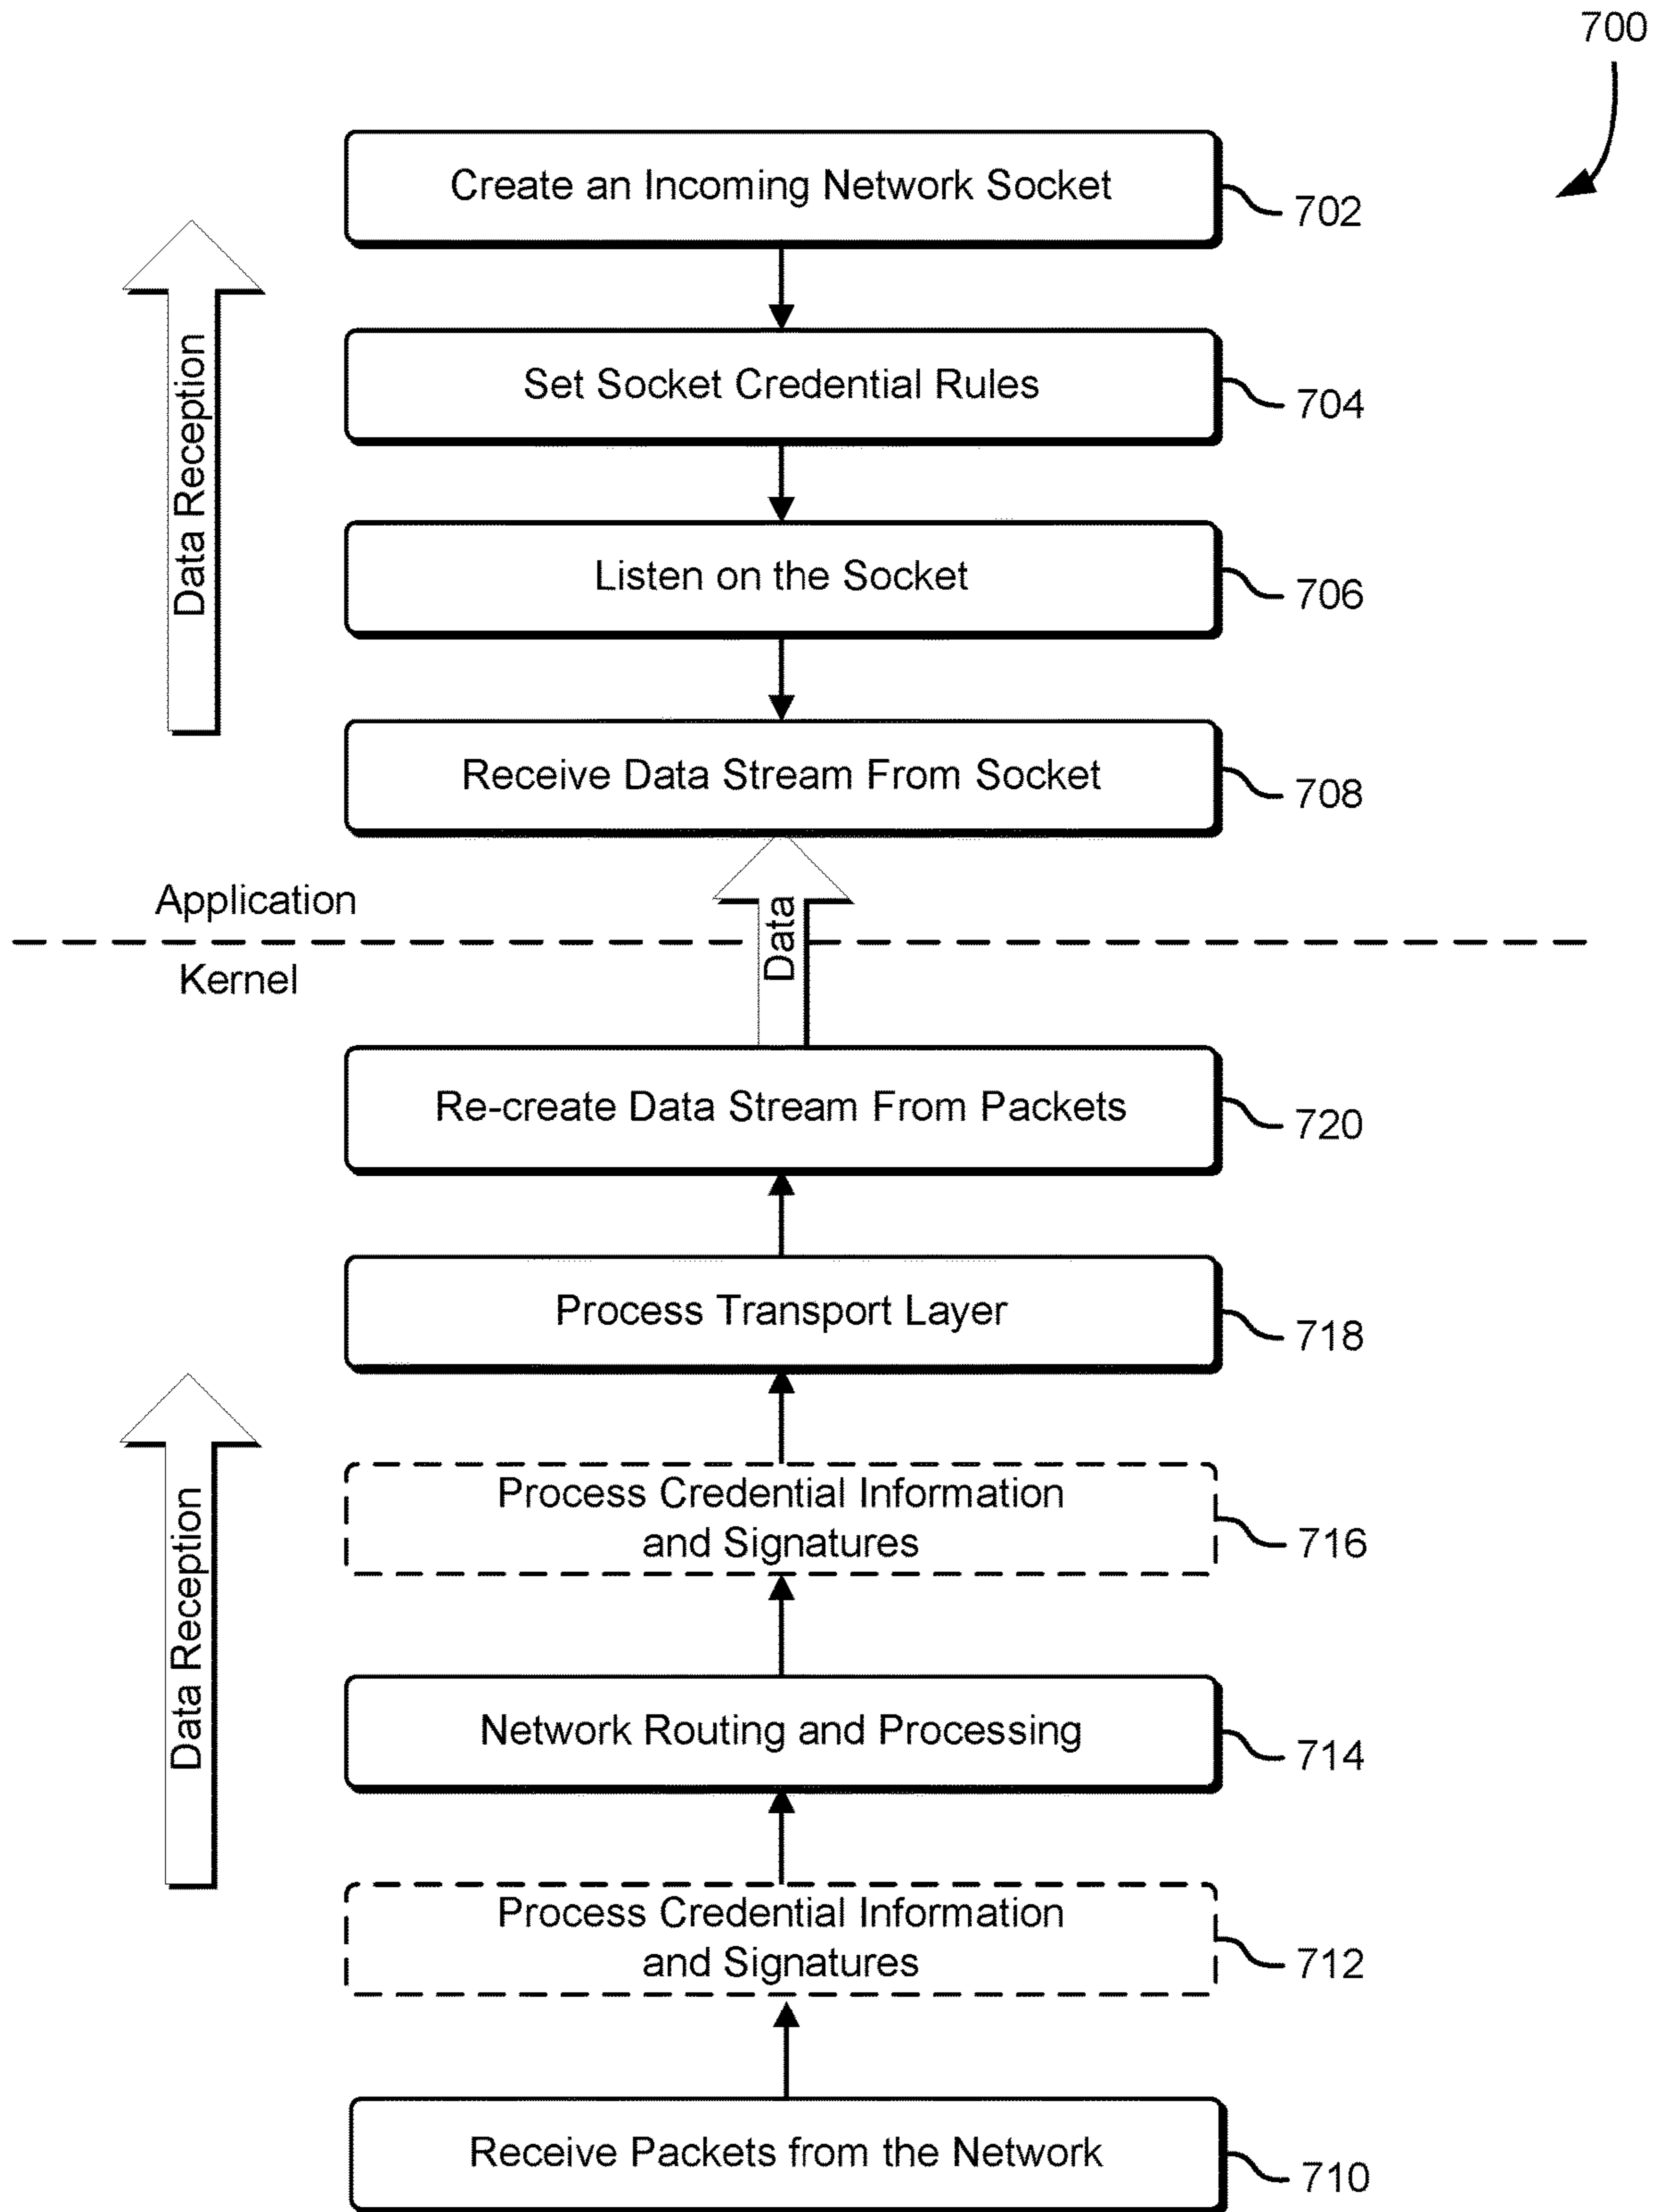 700
Create an Incoming Network Socket
702
Set Socket Credential Rules
704
Data Reception
Listen on the Socket
706
Receive Data Stream From Socket
708
Application
Data
Kernel
Re-create Data Stream From Packets
720
Process Transport Layer
718
Process Credential Information
and Signatures
716
Data Reception
Network Routing and Processing
714
Process Credential Information
and Signatures
712
Receive Packets from the Network
710